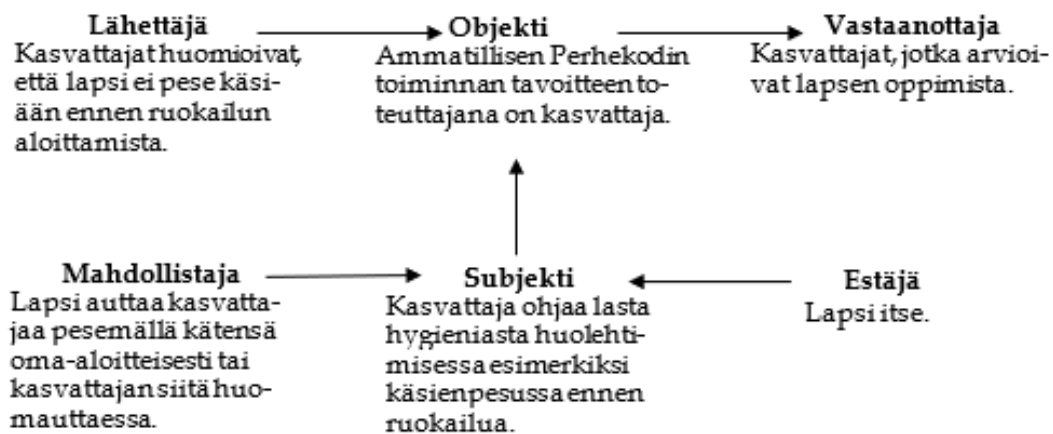 Lähettäjä
Kasvattajat huomioivat,
että lapsi ei pese käsi-
ään ennen ruokailun
aloittamista.
Objekti
Ammatillisen Perhekodin
toiminnan tavoitteen to-
teuttajana on kasvattaja.
Vastaanottaja
Kasvattajat, jotka arvioi-
vat lapsen oppimista.
Mahdollistaja
Lapsi auttaa kasvatta-
jaa pesemällä kätensä
oma-aloitteisesti tai
kasvattajan siitä huo-
mauttaessa.
Subjekti
Kasvattaja ohjaa lasta
hygieniasta huolehti-
misessa esimerkiksi
käsienpesussa ennen
ruokailua.
Estäjä
Lapsi itse.